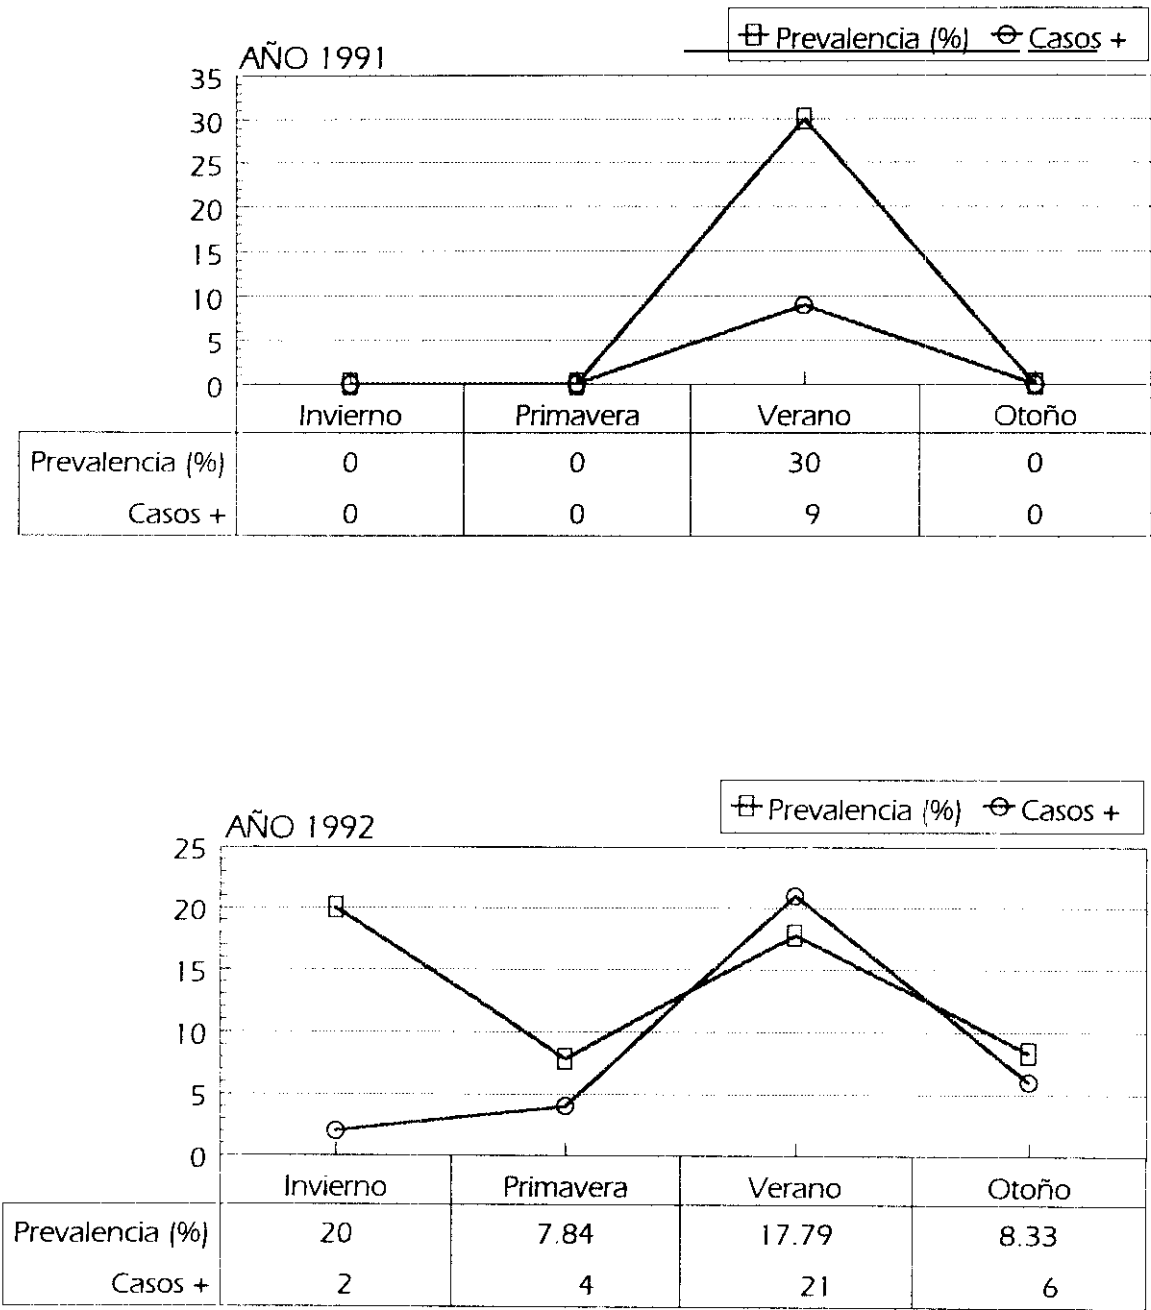 Prevalencia (%) Casos +
AÑO 1991
35
30
25
20
15
10
5
0
Invierno Primavera Verano Otoño
Prevalencia (%) 0 0 30 0
Casos + 0 0 9 0
Prevalencia (%) Casos +
AÑO 1992
25
20
15
10
5
0
Invierno Primavera Verano Otoño
Prevalencia (%) 20 7.84 17.79 8.33
Casos + 2 4 21 6